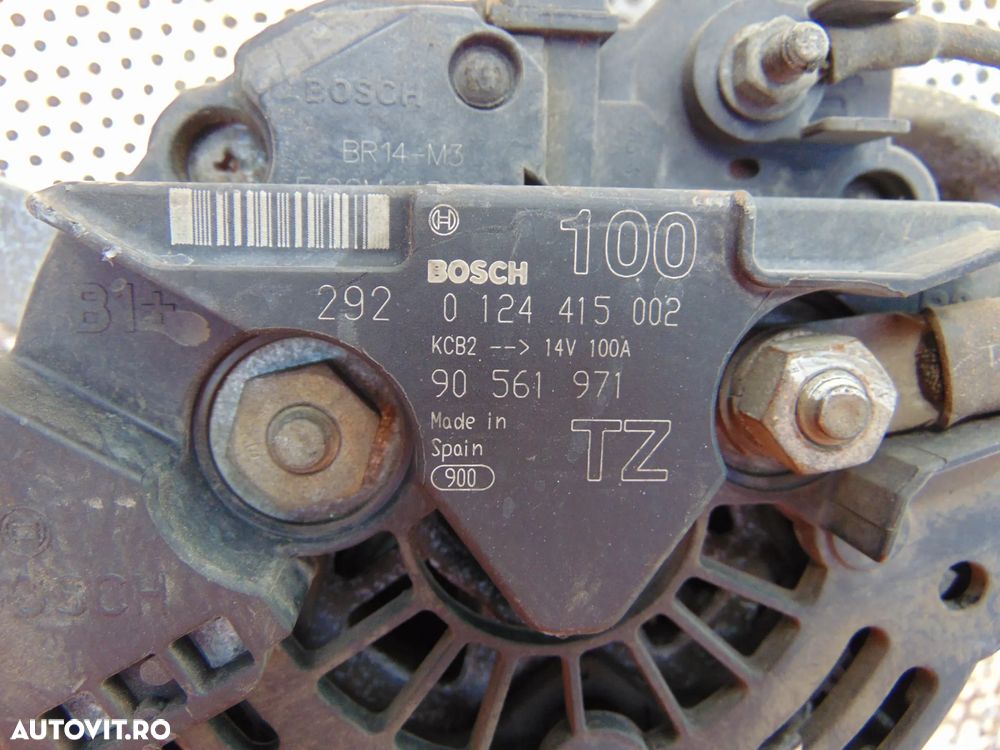 BOSCH
BR14-M3
100
BOSCH
292 0 124 415 002
B1+
KCB2 --> 14V 100A
90 561 971
Made in
Spain
TZ
900
BOSCH
AUTOVIT.RO